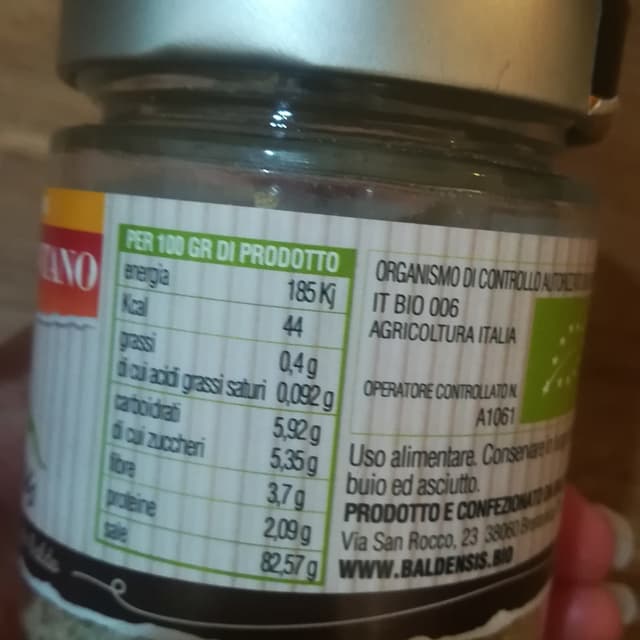 TANO
PER 100 GR DI PRODOTTO
energia 185 Kj
Kcal 44
grassi 0,4 g
di cui acidi grassi saturi 0,092 g
carboidrati 5,92 g
di cui zuccheri 5,35 g
fibre 3,7 g
proteine 2,09 g
sale 82,57 g
ORGANISMO DI CONTROLLO
IT BIO 006
AGRICOLTURA ITALIA
OPERATORE CONTROLLATO N.
A1061
Uso alimentare. Conservare
buio ed asciutto.
PRODOTTO E CONFEZIONATO
Via San Rocco, 23 38060
WWW.BALDENSIS.BIO